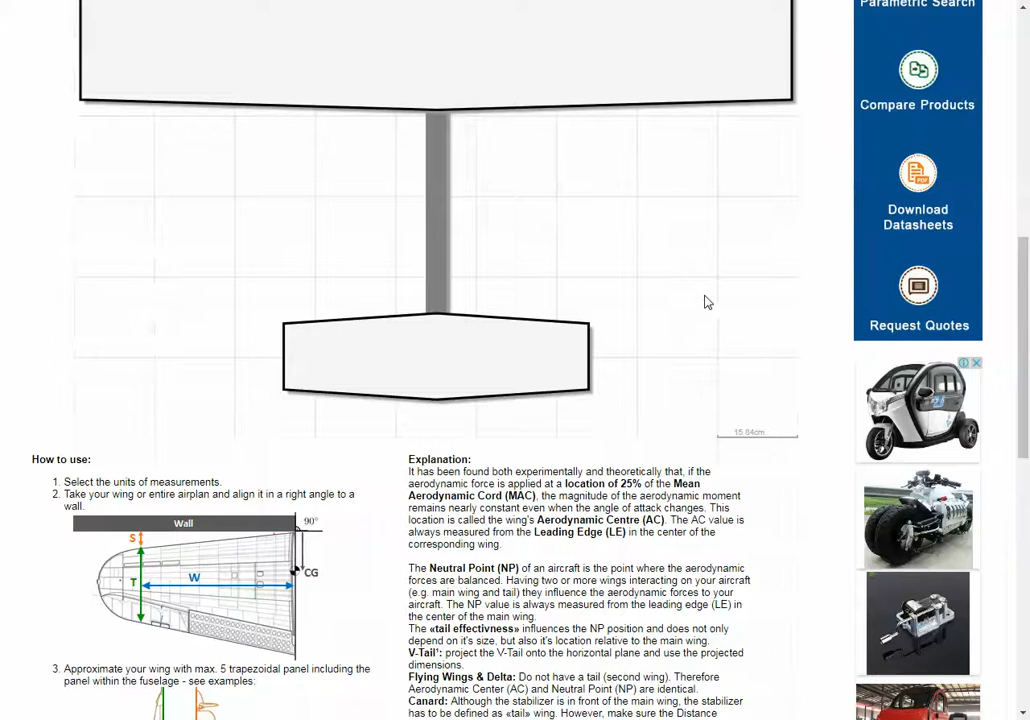 Parametric Search
Compare Products
PDF
Download
Datasheets
Request Quotes
15.84cm
How to use:
1. Select the units of measurements.
2. Take your wing or entire airplan and align it in a right angle to a
wall.
Wall
90°
S
T
W
CG
3. Approximate your wing with max. 5 trapezoidal panel including the
panel within the fuselage - see examples:
Explanation:
It has been found both experimentally and theoretically that, if the
aerodynamic force is applied at a location of 25% of the Mean
Aerodynamic Cord (MAC), the magnitude of the aerodynamic moment
remains nearly constant even when the angle of attack changes. This
location is called the wing's Aerodynamic Centre (AC). The AC value is
always measured from the Leading Edge (LE) in the center of the
corresponding wing.
The Neutral Point (NP) of an aircraft is the point where the aerodynamic
forces are balanced. Having two or more wings interacting on your aircraft
(e.g. main wing and tail) they influence the aerodynamic forces to your
aircraft. The NP value is always measured from the leading edge (LE) in
the center of the main wing.
The «tail effectivness» influences the NP position and does not only
depend on it's size, but also it's location relative to the main wing.
V-Tail¹: project the V-Tail onto the horizontal plane and use the projected
dimensions.
Flying Wings & Delta: Do not have a tail (second wing). Therefore
Aerodynamic Center (AC) and Neutral Point (NP) are identical.
Canard: Although the stabilizer is in front of the main wing, the stabilizer
has to be defined as «tail» wing. However, make sure the Distance